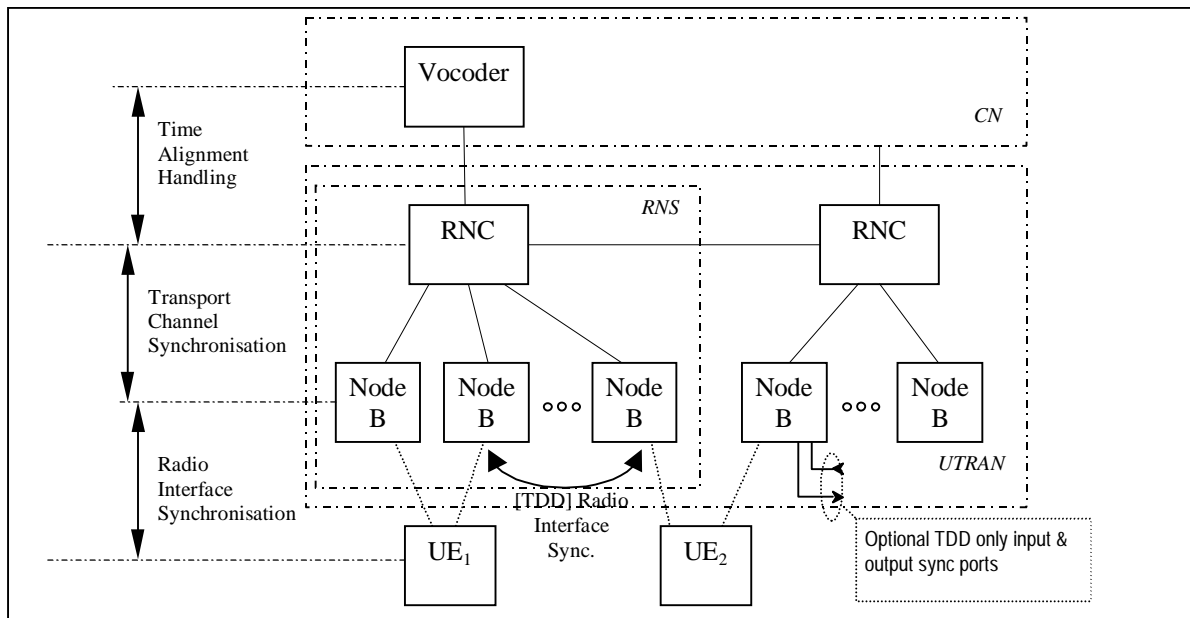 Vocoder
CN
Time
Alignment
Handling
RNS
RNC
RNC
Transport
Channel
Synchronisation
Node
B
Node
B
Node
B
Node
B
Node
B
UTRAN
Radio
Interface
Synchronisation
[TDD] Radio
Interface
Sync.
UE1
UE2
Optional TDD only input &
output sync ports